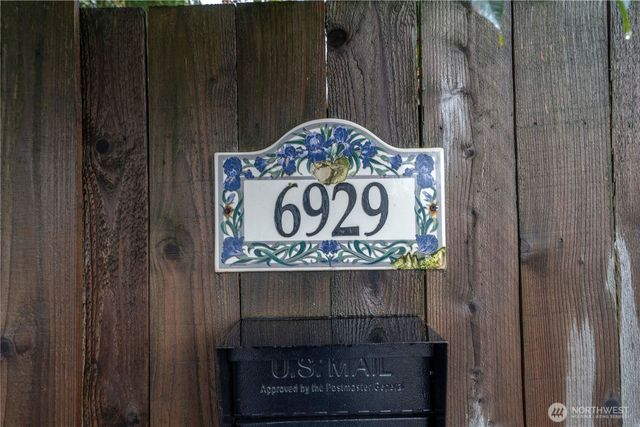 6929
U.S. MAIL
Approved by the Postmaster General
NORTHWEST